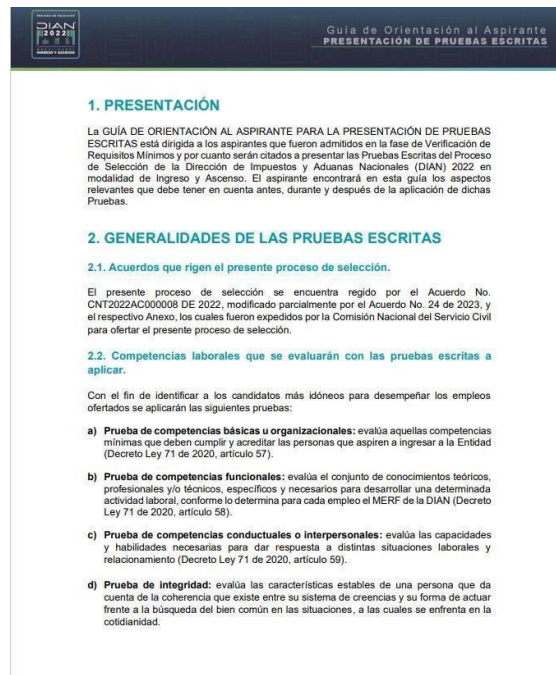 DIAN
2022
INGRESO Y ASCENSO
Guía de Orientación al Aspirante
PRESENTACIÓN DE PRUEBAS ESCRITAS
1. PRESENTACIÓN
La GUÍA DE ORIENTACIÓN AL ASPIRANTE PARA LA PRESENTACIÓN DE PRUEBAS
ESCRITAS está dirigida a los aspirantes que fueron admitidos en la fase de Verificación de
Requisitos Mínimos y por cuanto serán citados a presentar las Pruebas Escritas del Proceso
de Selección de la Dirección de Impuestos y Aduanas Nacionales (DIAN) 2022 en
modalidad de Ingreso y Ascenso. El aspirante encontrará en esta guía los aspectos
relevantes que debe tener en cuenta antes, durante y después de la aplicación de dichas
Pruebas.
2. GENERALIDADES DE LAS PRUEBAS ESCRITAS
2.1. Acuerdos que rigen el presente proceso de selección.
El presente proceso de selección se encuentra regido por el Acuerdo No.
CNT2022AC000008 DE 2022, modificado parcialmente por el Acuerdo No. 24 de 2023, y
el respectivo Anexo, los cuales fueron expedidos por la Comisión Nacional del Servicio Civil
para ofertar el presente proceso de selección.
2.2. Competencias laborales que se evaluarán con las pruebas escritas a
aplicar.
Con el fin de identificar a los candidatos más idóneos para desempeñar los empleos
ofertados se aplicarán las siguientes pruebas:
a) Prueba de competencias básicas u organizacionales: evalúa aquellas competencias
mínimas que deben cumplir y acreditar las personas que aspiren a ingresar a la Entidad
(Decreto Ley 71 de 2020, artículo 57).
b) Prueba de competencias funcionales: evalúa el conjunto de conocimientos teóricos,
profesionales y/o técnicos, específicos y necesarios para desarrollar una determinada
actividad laboral, conforme lo determina para cada empleo el MERF de la DIAN (Decreto
Ley 71 de 2020, artículo 58).
c) Prueba de competencias conductuales o interpersonales: evalúa las capacidades
y habilidades necesarias para dar respuesta a distintas situaciones laborales y
relacionamiento (Decreto Ley 71 de 2020, artículo 59).
d) Prueba de integridad: evalúa las características estables de una persona que da
cuenta de la coherencia que existe entre su sistema de creencias y su forma de actuar
frente a la búsqueda del bien común en las situaciones, a las cuales se enfrenta en la
cotidianidad.